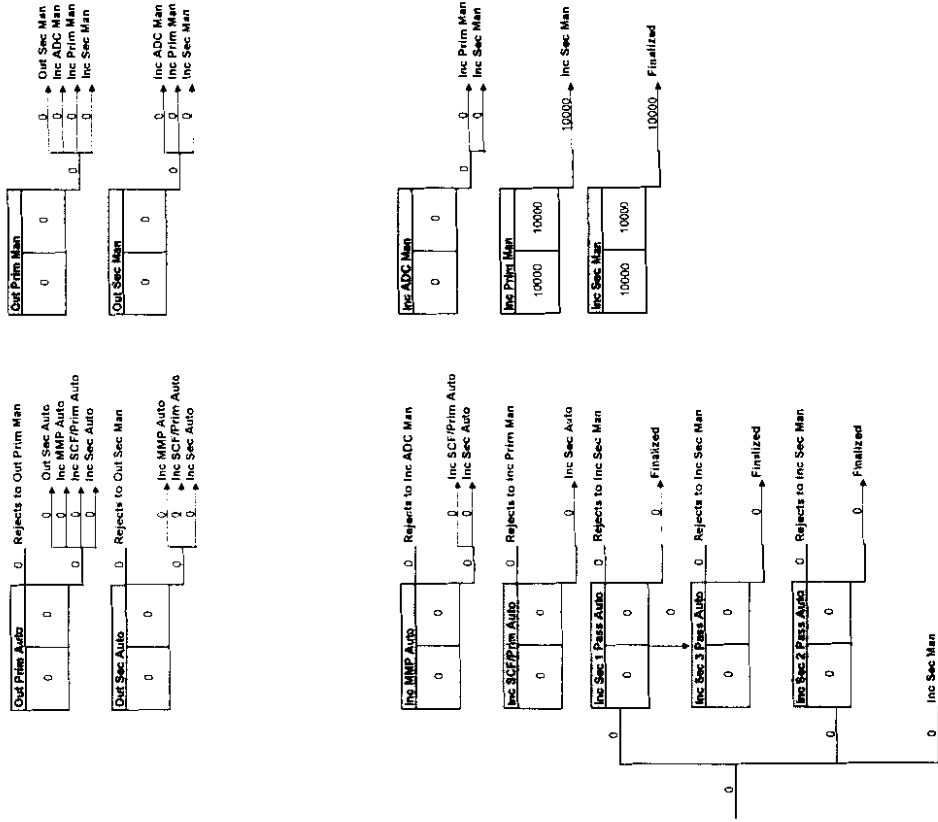 Out Prim Auto
0 0
0 Rejects to Out Prim Man
0
0 Out Sec Auto
0 Inc MMP Auto
0 Inc SCF/Prim Auto
0 Inc Sec Auto
Out Sec Auto
0 0
0 Rejects to Out Sec Man
0
0 Inc MMP Auto
0 Inc SCF/Prim Auto
0 Inc Sec Auto
Out Prim Man
0 0
0
0 Out Sec Man
0 Inc ADC Man
0 Inc Prim Man
0 Inc Sec Man
Out Sec Man
0 0
0
0 Inc ADC Man
0 Inc Prim Man
0 Inc Sec Man
Inc MMP Auto
0 0
0 Rejects to Inc ADC Man
0
0 Inc SCF/Prim Auto
0 Inc Sec Auto
Inc SCF/Prim Auto
0 0
0 Rejects to Inc Prim Man
0 Inc Sec Auto
Inc Sec 1 Pass Auto
0 0
0 Rejects to Inc Sec Man
0 Finalized
0
Inc Sec 3 Pass Auto
0 0
0 Rejects to Inc Sec Man
0 Finalized
Inc Sec 2 Pass Auto
0 0
0 Rejects to Inc Sec Man
0 Finalized
0
0
0
0 Inc Sec Man
Inc ADC Man
0 0
0
0 Inc Prim Man
0 Inc Sec Man
Inc Prim Man
10000 10000
10000 Inc Sec Man
Inc Sec Man
10000 10000
10000 Finalized